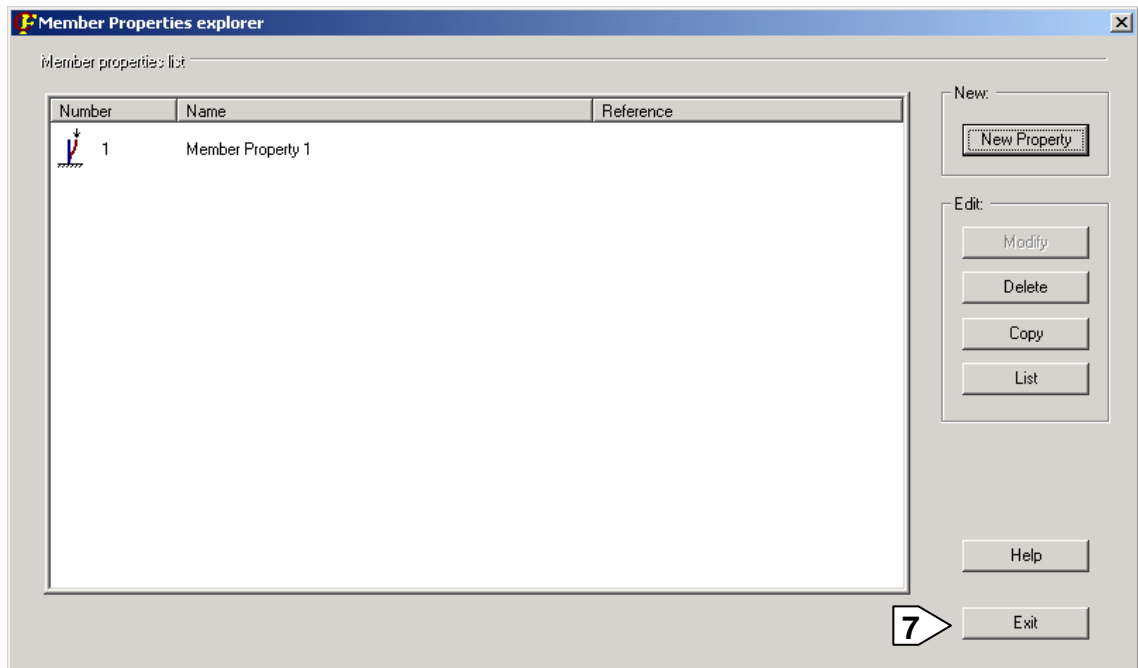 Member Properties explorer
Member properties list
Number Name Reference
1 Member Property 1
New:
New Property
Edit:
Modify
Delete
Copy
List
Help
7 Exit